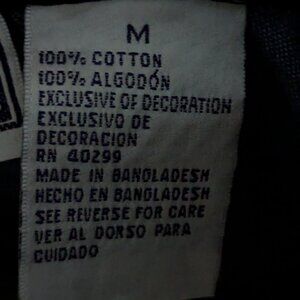 M
100% COTTON
100% ALGODÓN
EXCLUSIVE OF DECORATION
EXCLUSIVO DE
DECORACION
RN 40299
MADE IN BANGLADESH
HECHO EN BANGLADESH
SEE REVERSE FOR CARE
VER AL DORSO PARA
CUIDADO